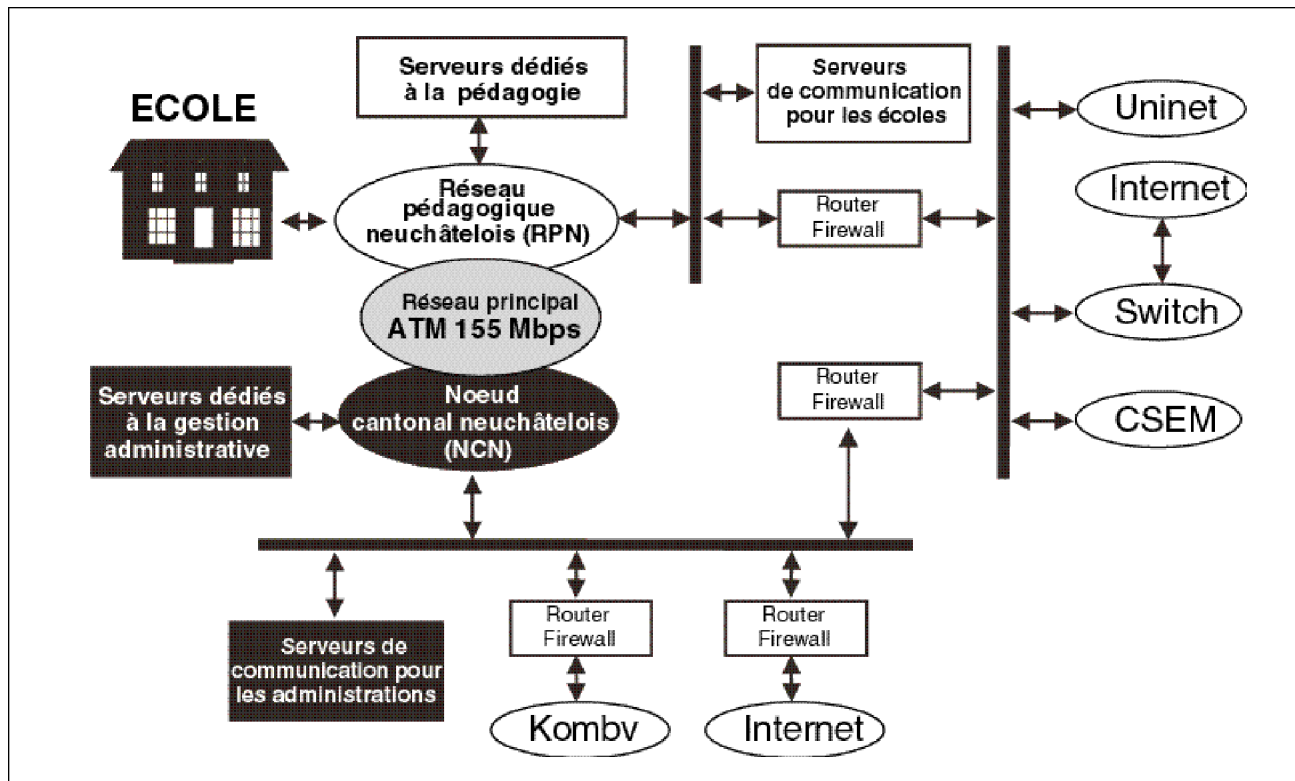 ECOLE
Serveurs dédiés
à la pédagogie
Réseau
pédagogique
neuchâtelois (RPN)
Réseau principal
ATM 155 Mbps
Noeud
cantonal neuchâtelois
(NCN)
Serveurs dédiés
à la gestion
administrative
Serveurs
de communication
pour les écoles
Router
Firewall
Router
Firewall
Uninet
Internet
Switch
CSEM
Serveurs de
communication pour
les administrations
Router
Firewall
Kombv
Router
Firewall
Internet